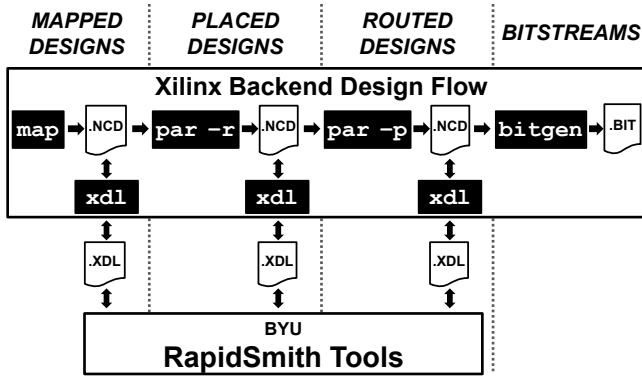 MAPPED DESIGNS
PLACED DESIGNS
ROUTED DESIGNS
BITSTREAMS
Xilinx Backend Design Flow
map
.NCD
par –r
.NCD
par –p
.NCD
bitgen
.BIT
xdl
xdl
xdl
.XDL
.XDL
.XDL
BYU
RapidSmith Tools